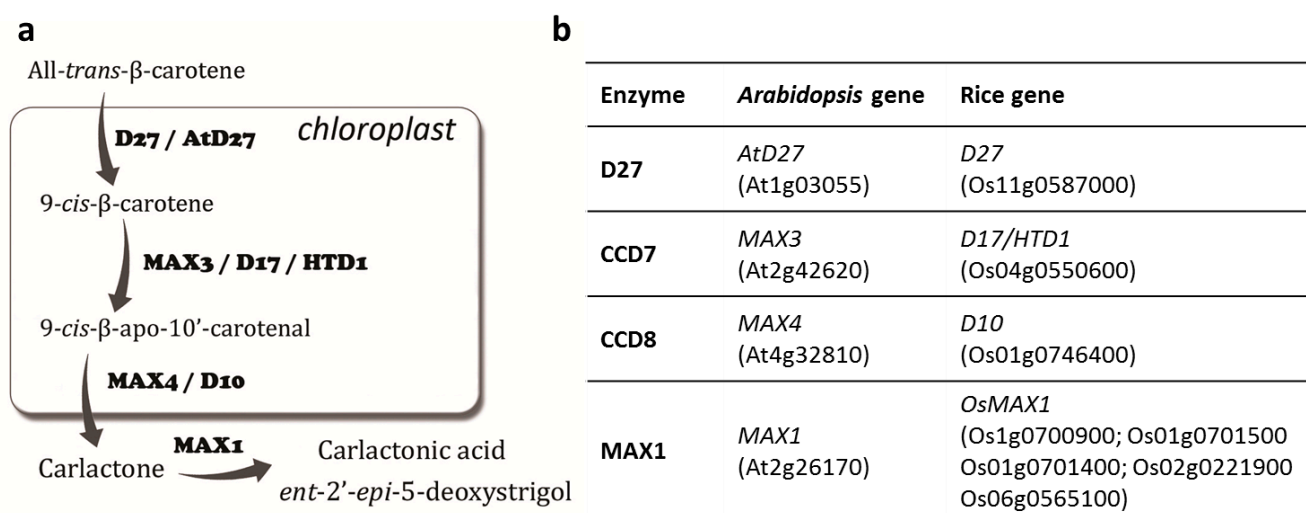 a
All-trans-β-carotene
chloroplast
D27 / AtD27
9-cis-β-carotene
MAX3 / D17 / HTD1
9-cis-β-apo-10’-carotenal
MAX4 / D10
Carlactone
MAX1
Carlactonic acid
ent-2’-epi-5-deoxystrigol
b
Enzyme Arabidopsis gene Rice gene
D27
AtD27
(At1g03055)
D27
(Os11g0587000)
CCD7
MAX3
(At2g42620)
D17/HTD1
(Os04g0550600)
CCD8
MAX4
(At4g32810)
D10
(Os01g0746400)
MAX1
MAX1
(At2g26170)
OsMAX1
(Os1g0700900; Os01g0701500
Os01g0701400; Os02g0221900
Os06g0565100)